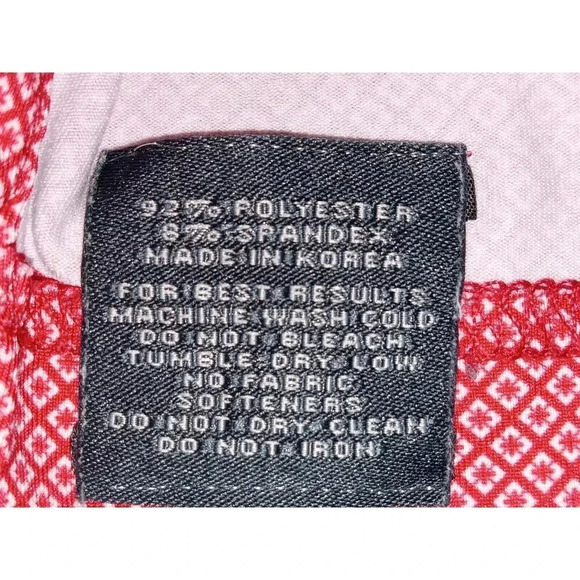 92% POLYESTER
8% SPANDEX
MADE IN KOREA
FOR BEST RESULTS
MACHINE WASH COLD
DO NOT BLEACH
TUMBLE DRY LOW
NO FABRIC
SOFTENERS
DO NOT DRY CLEAN
DO NOT IRON